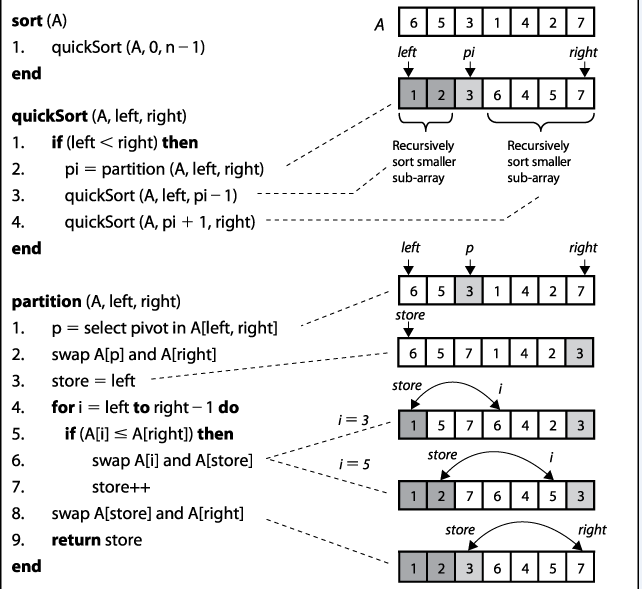 sort (A)
1. quickSort (A, 0, n − 1)
end
quickSort (A, left, right)
1. if (left < right) then
2. pi = partition (A, left, right)
3. quickSort (A, left, pi − 1)
4. quickSort (A, pi + 1, right)
end
partition (A, left, right)
1. p = select pivot in A[left, right]
2. swap A[p] and A[right]
3. store = left
4. for i = left to right − 1 do
5. if (A[i] ≤ A[right]) then
6. swap A[i] and A[store]
7. store++
8. swap A[store] and A[right]
9. return store
end
A 6 5 3 1 4 2 7
left pi right
1 2 3 6 4 5 7
Recursively
sort smaller
sub-array
Recursively
sort smaller
sub-array
left p right
6 5 3 1 4 2 7
store
6 5 7 1 4 2 3
store i
i = 3
1 5 7 6 4 2 3
store i
i = 5
1 2 7 6 4 5 3
store right
1 2 3 6 4 5 7